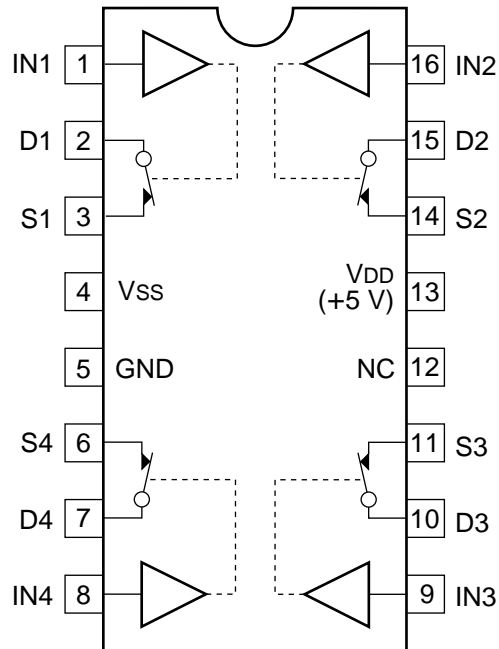 IN1 1 16 IN2
D1 2 15 D2
S1 3 14 S2
4 VSS VDD 13
(+5 V)
5 GND NC 12
S4 6 11 S3
D4 7 10 D3
IN4 8 9 IN3